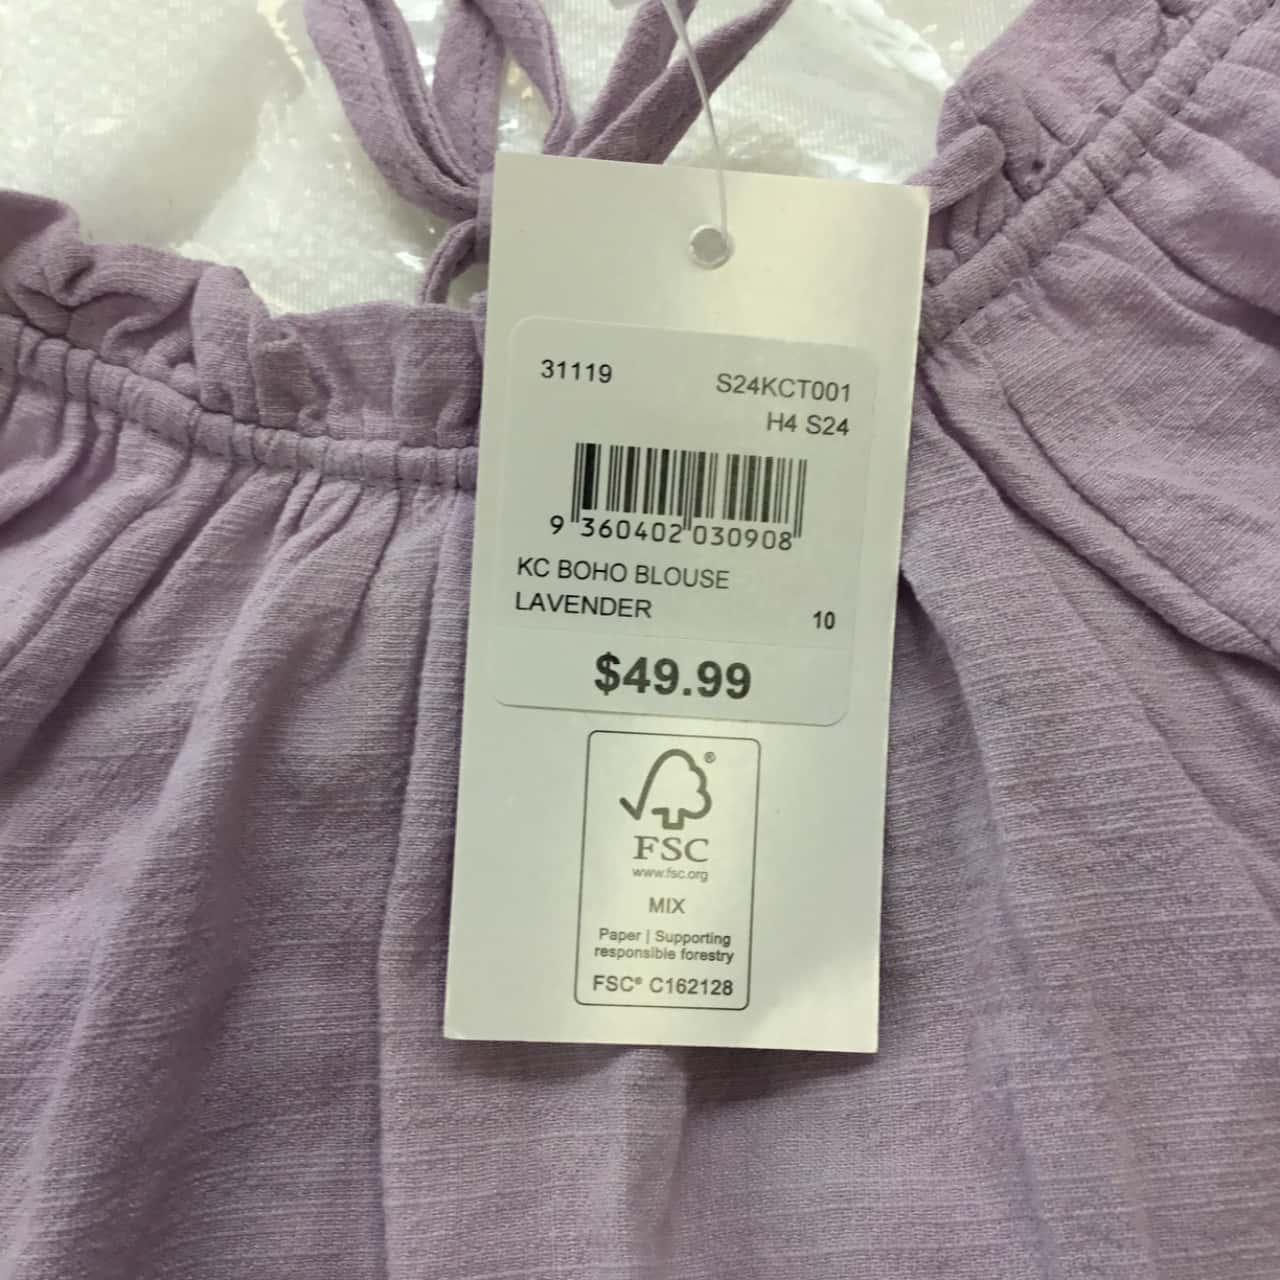 31119
S24KCT001
H4 S24
9 360402 030908
KC BOHO BLOUSE
LAVENDER 10
$49.99
®
FSC
www.fsc.org
MIX
Paper | Supporting
responsible forestry
FSC® C162128